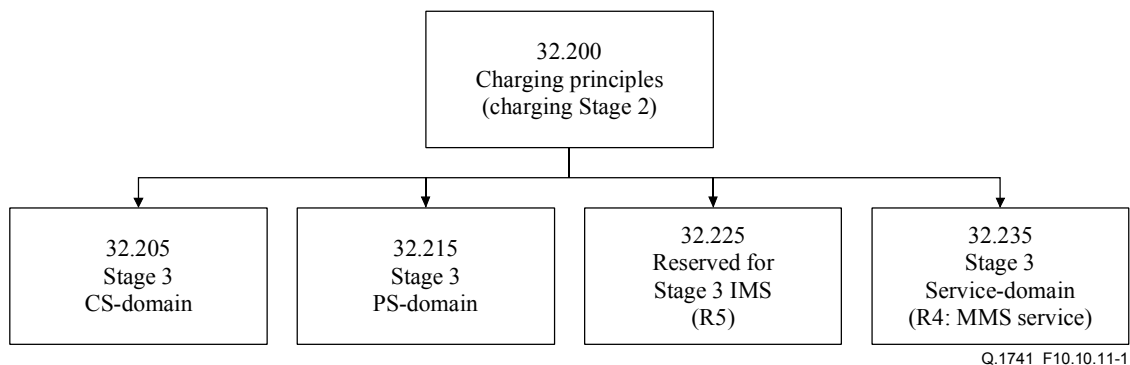 32.200
Charging principles
(charging Stage 2)
32.205
Stage 3
CS-domain
32.215
Stage 3
PS-domain
32.225
Reserved for
Stage 3 IMS
(R5)
32.235
Stage 3
Service-domain
(R4: MMS service)
Q.1741 F10.10.11-1